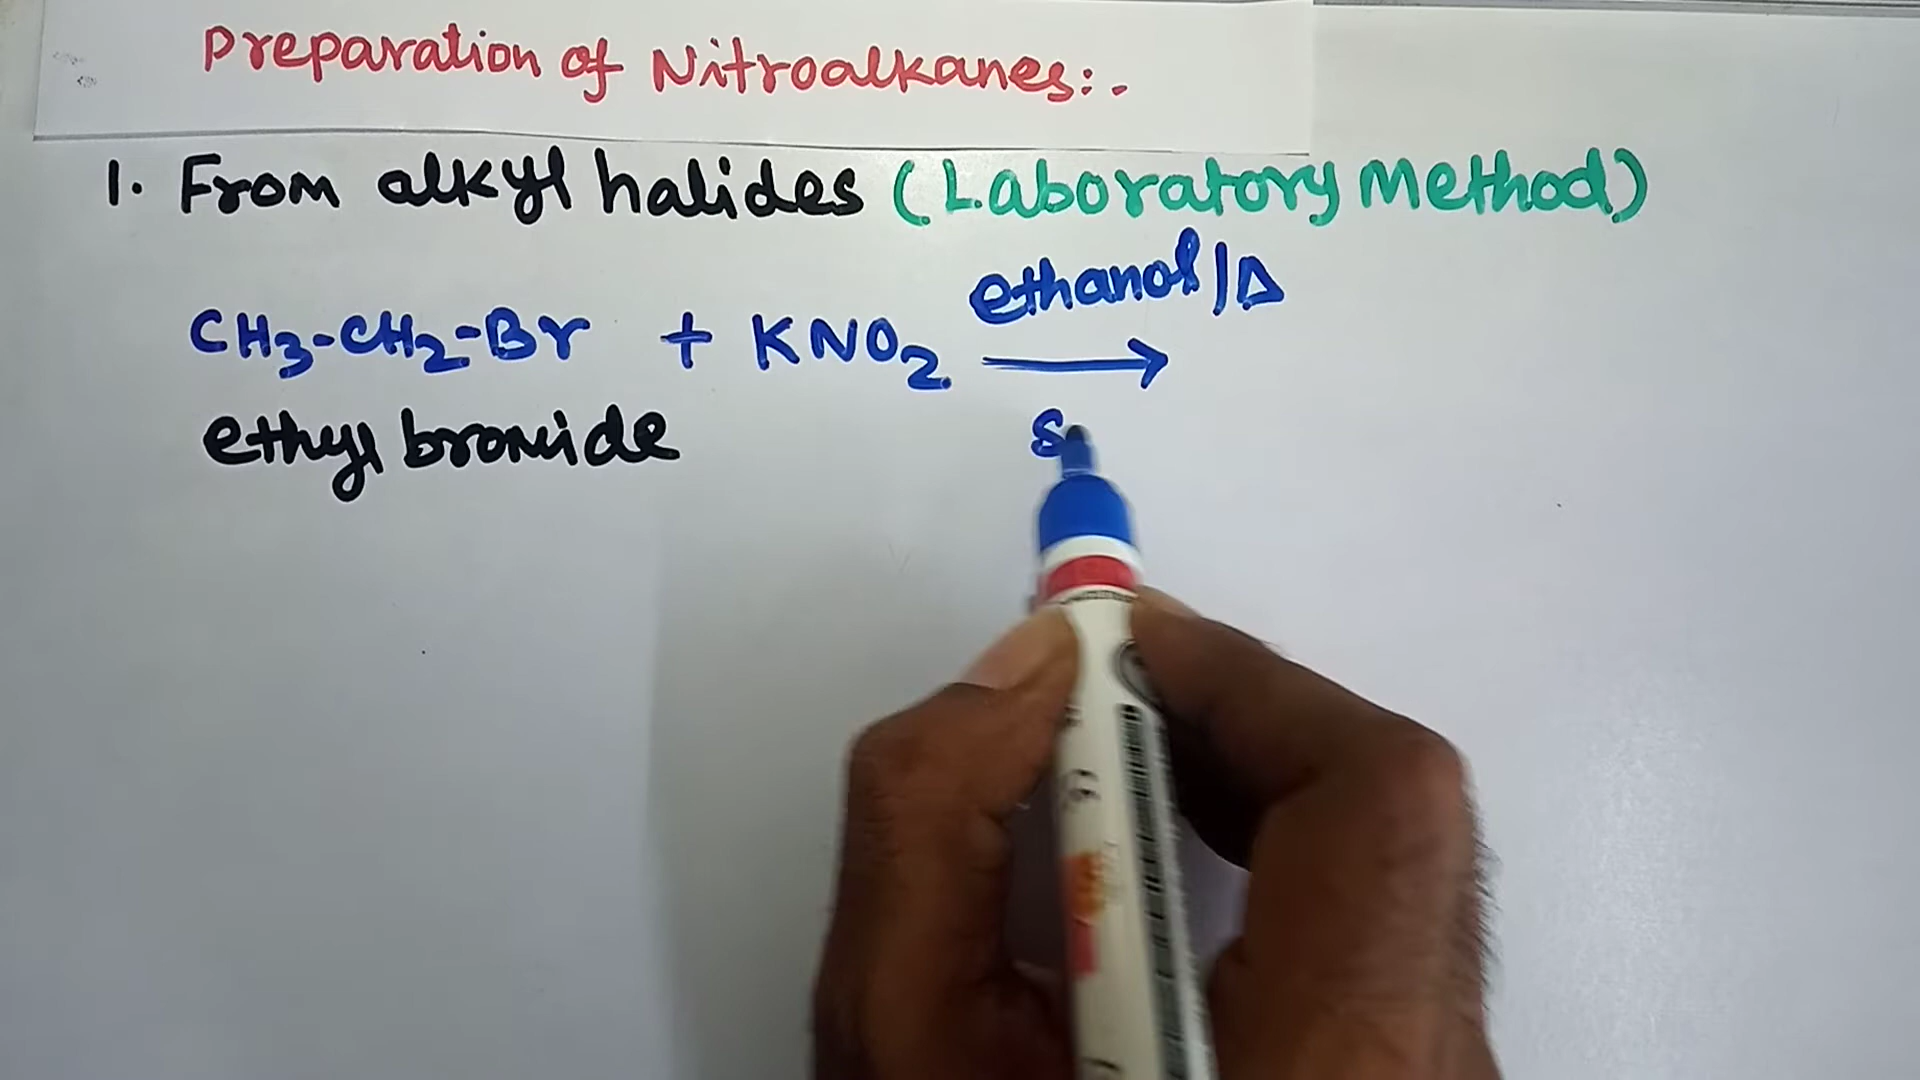 Preparation of Nitroalkanes:-
1. From alkyl halides (Laboratory Method)
ethanol/Δ
CH3-CH2-Br + KNO2 →
ethyl bromide
S